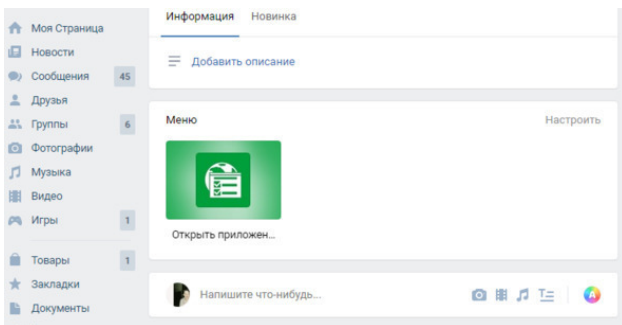 Моя Страница
Новости
Сообщения 45
Друзья
Группы 6
Фотографии
Музыка
Видео
Игры 1
Товары 1
Закладки
Документы
Информация Новинка
Добавить описание
Меню Настроить
Открыть приложен...
Напишите что-нибудь...